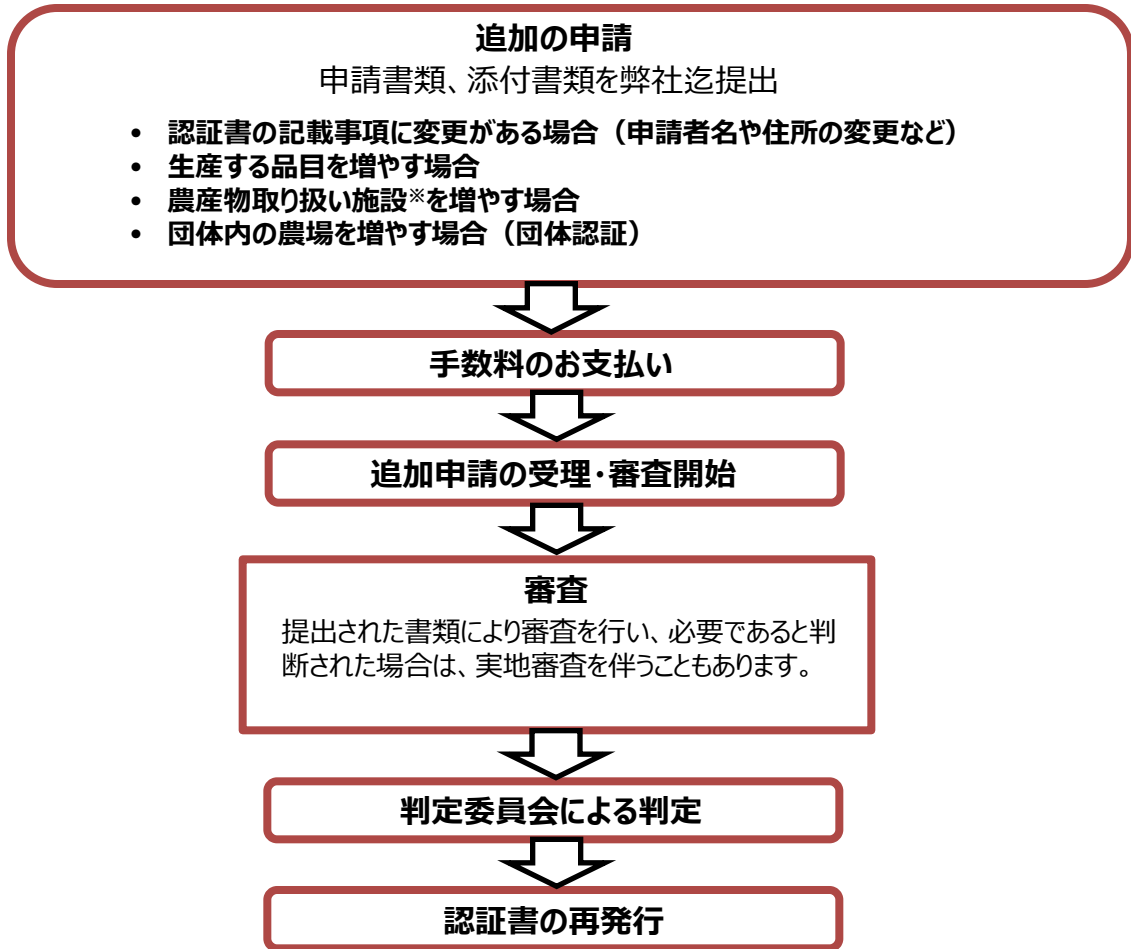 追加の申請
申請書類、添付書類を弊社迄提出
• 認証書の記載事項に変更がある場合（申請者名や住所の変更など）
• 生産する品目を増やす場合
• 農産物取り扱い施設※を増やす場合
• 団体内の農場を増やす場合（団体認証）
手数料のお支払い
追加申請の受理・審査開始
審査
提出された書類により審査を行い、必要であると判
断された場合は、実地審査を伴うこともあります。
判定委員会による判定
認証書の再発行